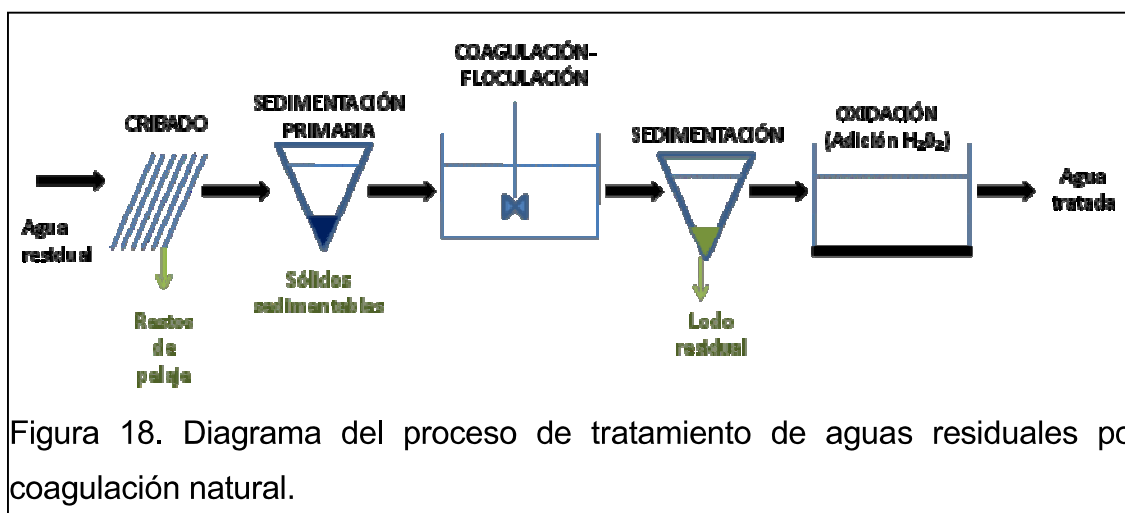 COAGULACIÓN-
FLOCULACIÓN
SEDIMENTACIÓN
PRIMARIA
CRIBADO
SEDIMENTACIÓN
OXIDACIÓN
(Adición H₂O₂)
Agua
residual
Agua
tratada
Sólidos
sedimentables
Restos
de
pelaje
Lodo
residual
Figura 18. Diagrama del proceso de tratamiento de aguas residuales po
coagulación natural.